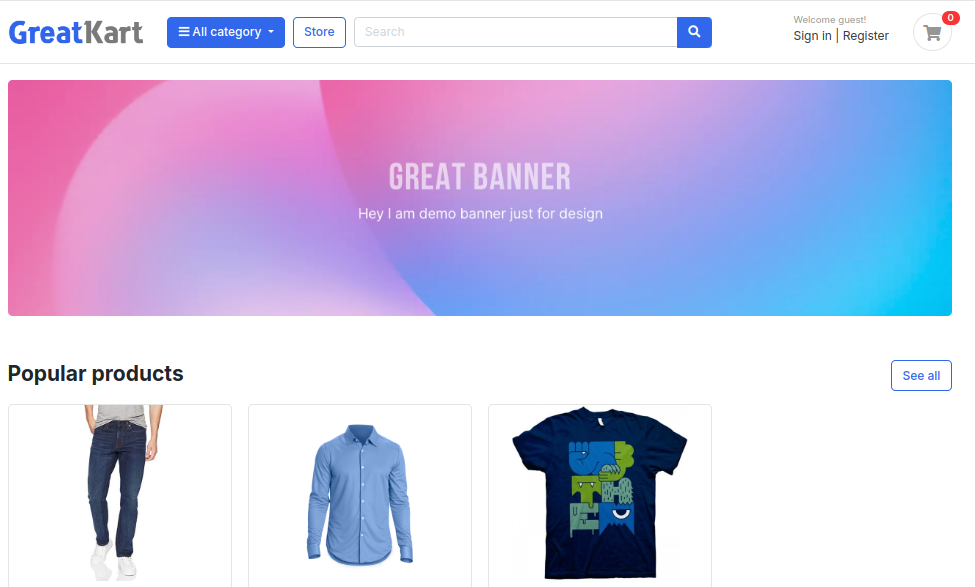 GreatKart
All category
Store
Search
Welcome guest!
Sign in | Register
0
GREAT BANNER
Hey I am demo banner just for design
Popular products
See all